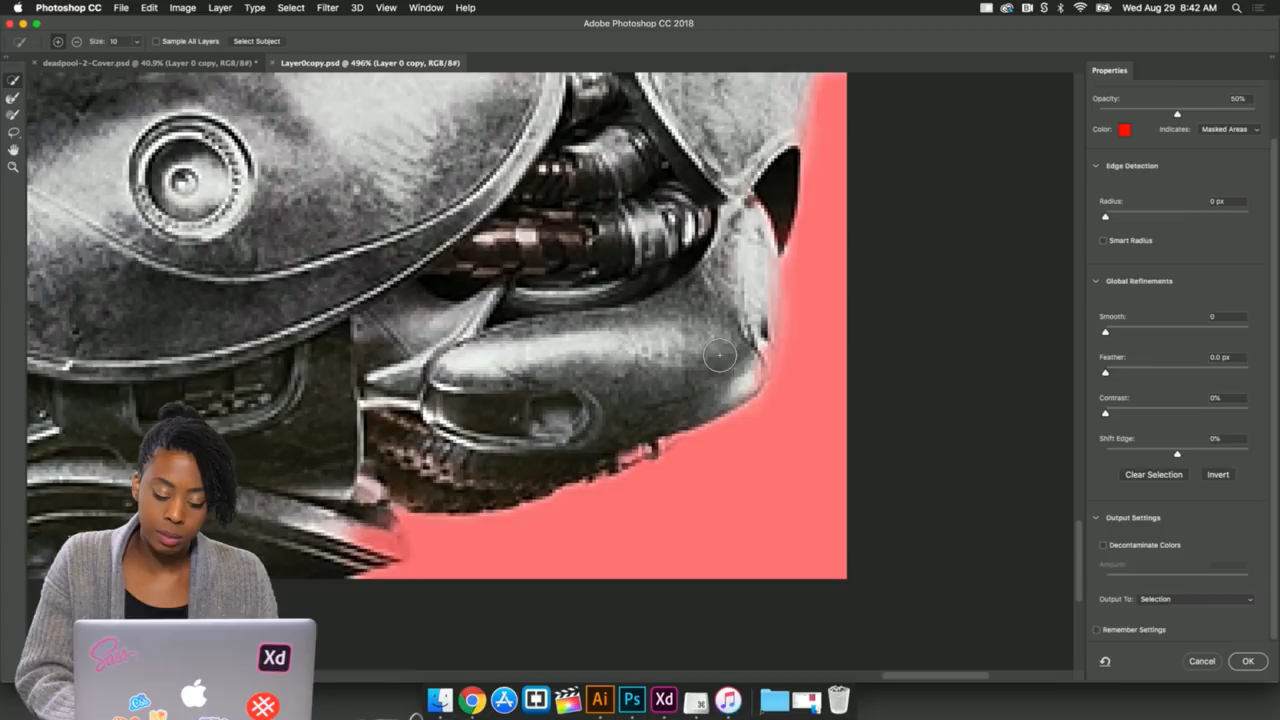 Photoshop CC File Edit Image Layer Type Select Filter 3D View Window Help Wed Aug 29 8:42 AM
Adobe Photoshop CC 2018
Size: 10 Sample All Layers Select Subject
deadpool-2-Cover.psd @ 40.9% (Layer 0 copy, RGB/8#) * Layer0copy.psd @ 496% (Layer 0 copy, RGB/8#)
Properties
Opacity: 50%
Color: Indicates: Masked Areas
Edge Detection
Radius: 0 px
Smart Radius
Global Refinements
Smooth: 0
Feather: 0.0 px
Contrast: 0%
Shift Edge: 0%
Clear Selection Invert
Output Settings
Decontaminate Colors
Amount:
Output To: Selection
Remember Settings
Cancel OK
Sass
Xd
Ai Ps Xd